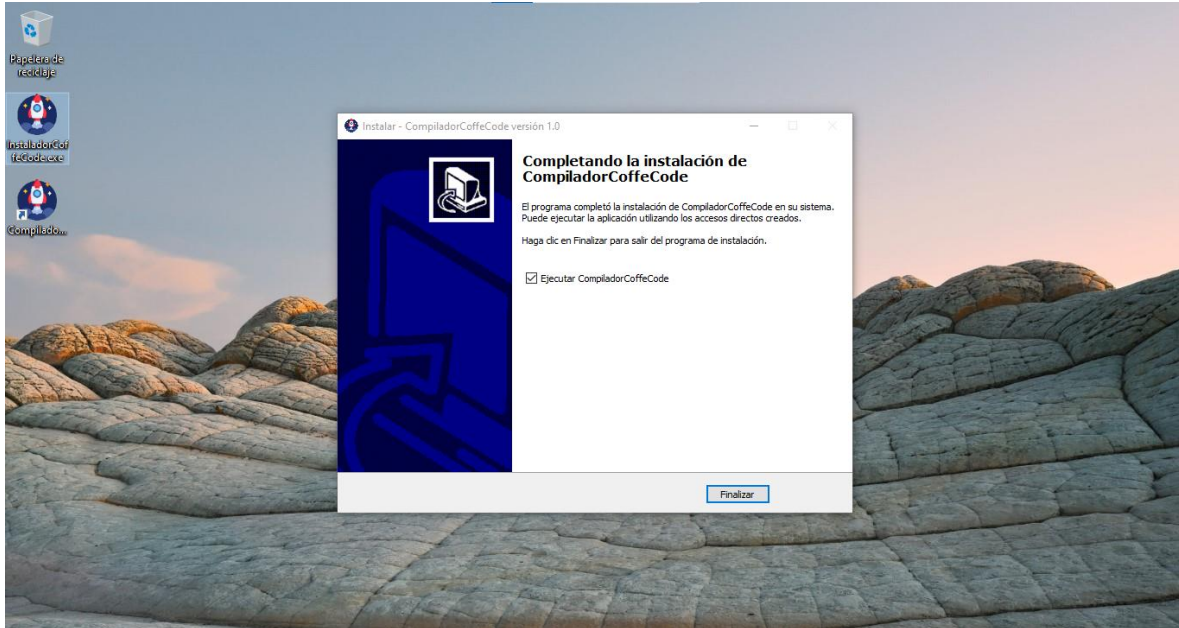 Papelera de
reciclaje
InstaladorCof
feCode.exe
Compilado...
Instalar - CompiladorCoffeCode versión 1.0
Completando la instalación de
CompiladorCoffeCode
El programa completó la instalación de CompiladorCoffeCode en su sistema.
Puede ejecutar la aplicación utilizando los accesos directos creados.
Haga clic en Finalizar para salir del programa de instalación.
Ejecutar CompiladorCoffeCode
Finalizar